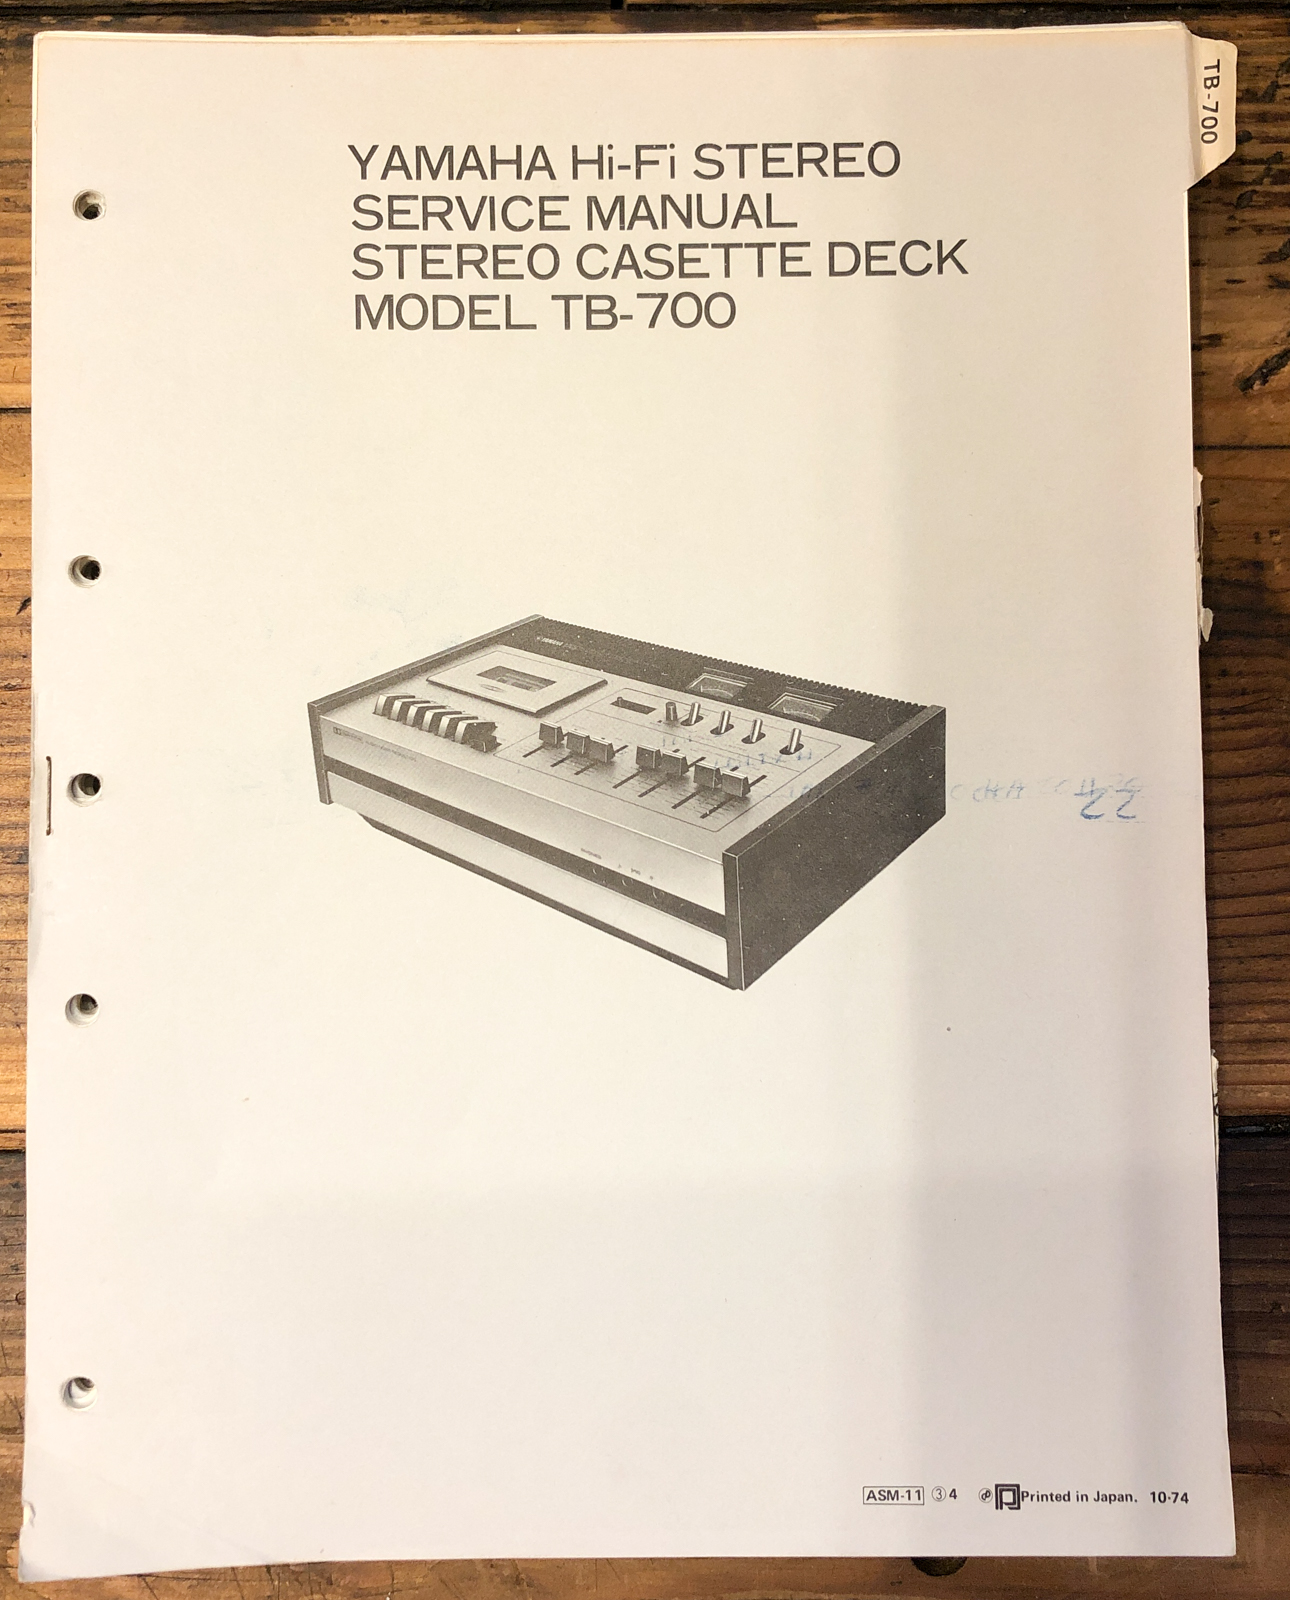 TB-700
YAMAHA Hi-Fi STEREO
SERVICE MANUAL
STEREO CASETTE DECK
MODEL TB-700
22
ASM-11 ③4 Printed in Japan. 10·74